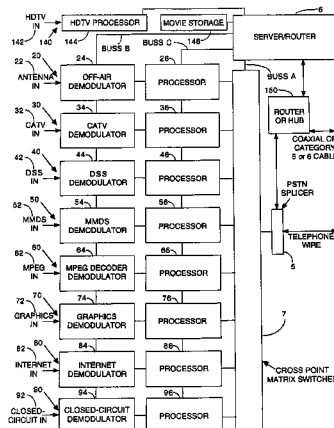 HDTV IN
142
140
HDTV PROCESSOR
144
MOVIE STORAGE
148
6
SERVER/ROUTER
BUSS B
BUSS C
BUSS A
20
22
ANTENNA IN
24
OFF-AIR DEMODULATOR
26
PROCESSOR
150
ROUTER OR HUB
30
32
CATV IN
34
CATV DEMODULATOR
36
PROCESSOR
COAXIAL OR CATEGORY 5 or 6 CABLE
40
42
DSS IN
44
DSS DEMODULATOR
46
PROCESSOR
PSTN SPLICER
50
52
MMDS IN
54
MMDS DEMODULATOR
56
PROCESSOR
TELEPHONE WIRE
5
60
62
MPEG IN
64
MPEG DECODER DEMODULATOR
66
PROCESSOR
70
72
GRAPHICS IN
74
GRAPHICS DEMODULATOR
76
PROCESSOR
7
80
82
INTERNET IN
84
INTERNET DEMODULATOR
86
PROCESSOR
CROSS POINT MATRIX SWITCHER
90
92
CLOSED-CIRCUIT IN
94
CLOSED-CIRCUIT DEMODULATOR
96
PROCESSOR